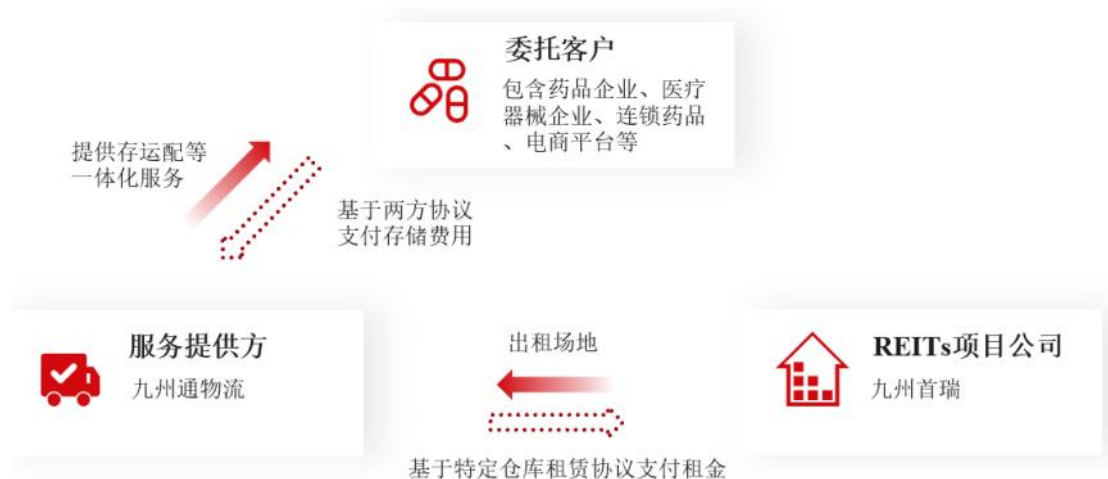 委托客户
包含药品企业、医疗
器械企业、连锁药品
、电商平台等
提供存运配等
一体化服务
基于两方协议
支付存储费用
服务提供方
九州通物流
出租场地
REITs项目公司
九州首瑞
基于特定仓库租赁协议支付租金